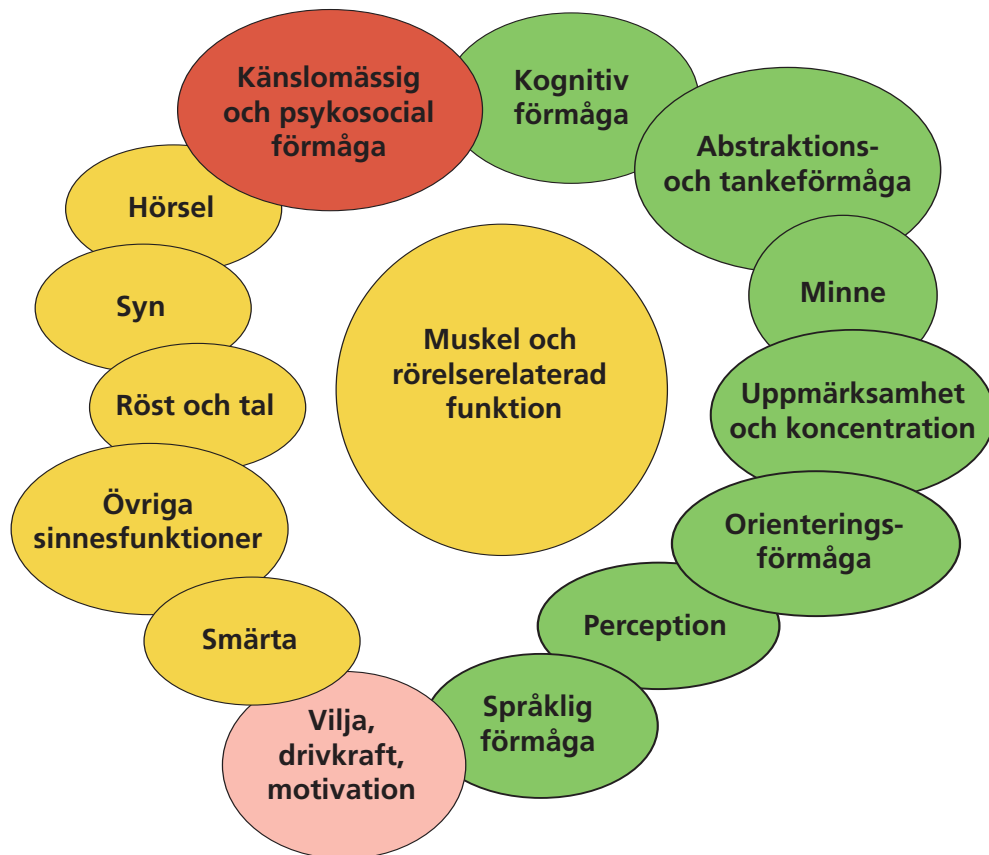 Känslomässig
och psykosocial
förmåga
Kognitiv
förmåga
Abstraktions-
och tankeförmåga
Hörsel
Syn
Minne
Muskel och
rörelserelaterad
funktion
Röst och tal
Uppmärksamhet
och koncentration
Övriga
sinnesfunktioner
Orienterings-
förmåga
Smärta
Perception
Vilja,
drivkraft,
motivation
Språklig
förmåga